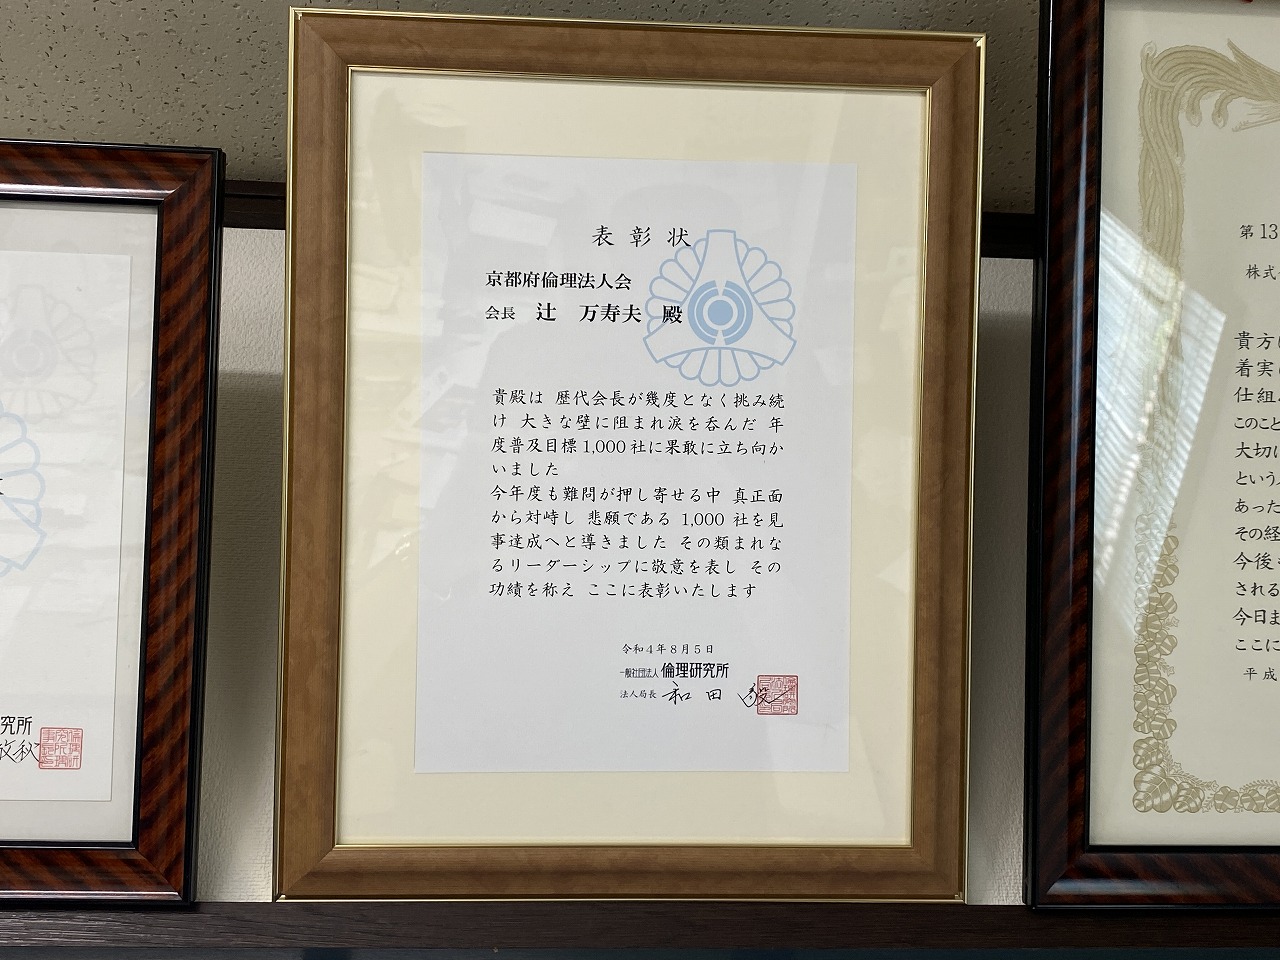 表彰状
京都府倫理法人会
会長 辻 万寿夫 殿
貴殿は 歴代会長が幾度となく挑み続
け 大きな壁に阻まれ涙を呑んだ 年
度普及目標1,000社に果敢に立ち向か
いました
今年度も難問が押し寄せる中 真正面
から対峙し 悲願である 1,000 社を見
事達成へと導きました その類まれな
るリーダーシップに敬意を表し その
功績を称え ここに表彰いたします
令和4年8月5日
一般社団法人 倫理研究所
法人局長 和田 毅
究所
第13
株式
貴方
着実に
仕組
このこと
大切に
という
あった
その経
今後
される
今日ま
ここに
平成